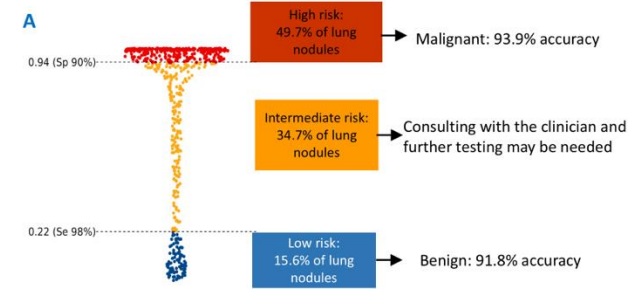 A
High risk:
49.7% of lung
nodules
Malignant: 93.9% accuracy
0.94 (Sp 90%)
Intermediate risk:
34.7% of lung
nodules
Consulting with the clinician and
further testing may be needed
0.22 (Se 98%)
Low risk:
15.6% of lung
nodules
Benign: 91.8% accuracy